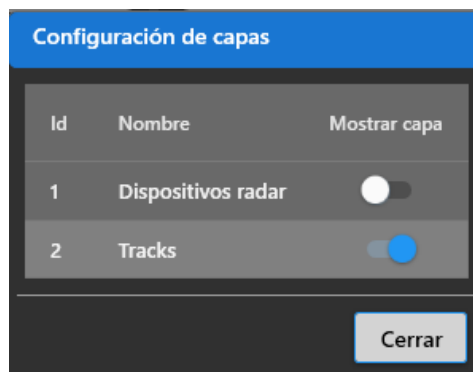 Configuración de capas
Id Nombre Mostrar capa
1 Dispositivos radar
2 Tracks
Cerrar